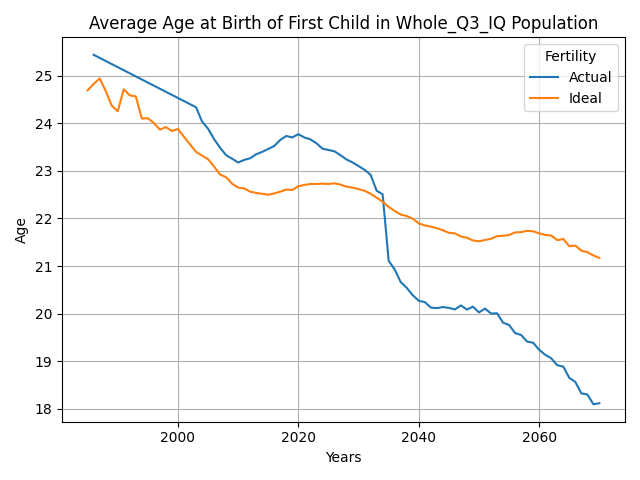 Average Age at Birth of First Child in Whole_Q3_IQ Population
Fertility
Actual
Ideal
Age
25
24
23
22
21
20
19
18
2000
2020
2040
2060
Years